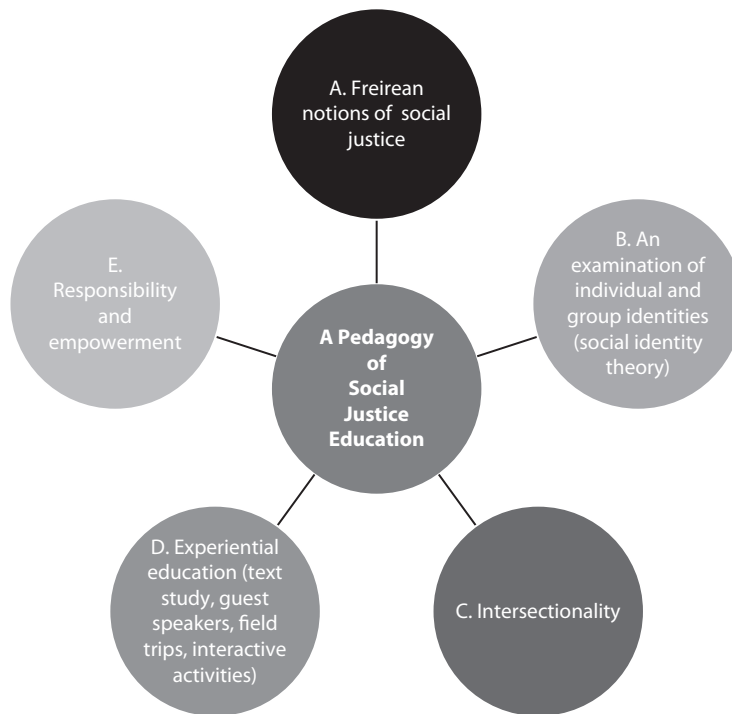 A. Freirean
notions of social
justice
B. An
examination of
individual and
group identities
(social identity
theory)
E.
Responsibility
and
empowerment
A Pedagogy
of
Social
Justice
Education
D. Experiential
education (text
study, guest
speakers, field
trips, interactive
activities)
C. Intersectionality